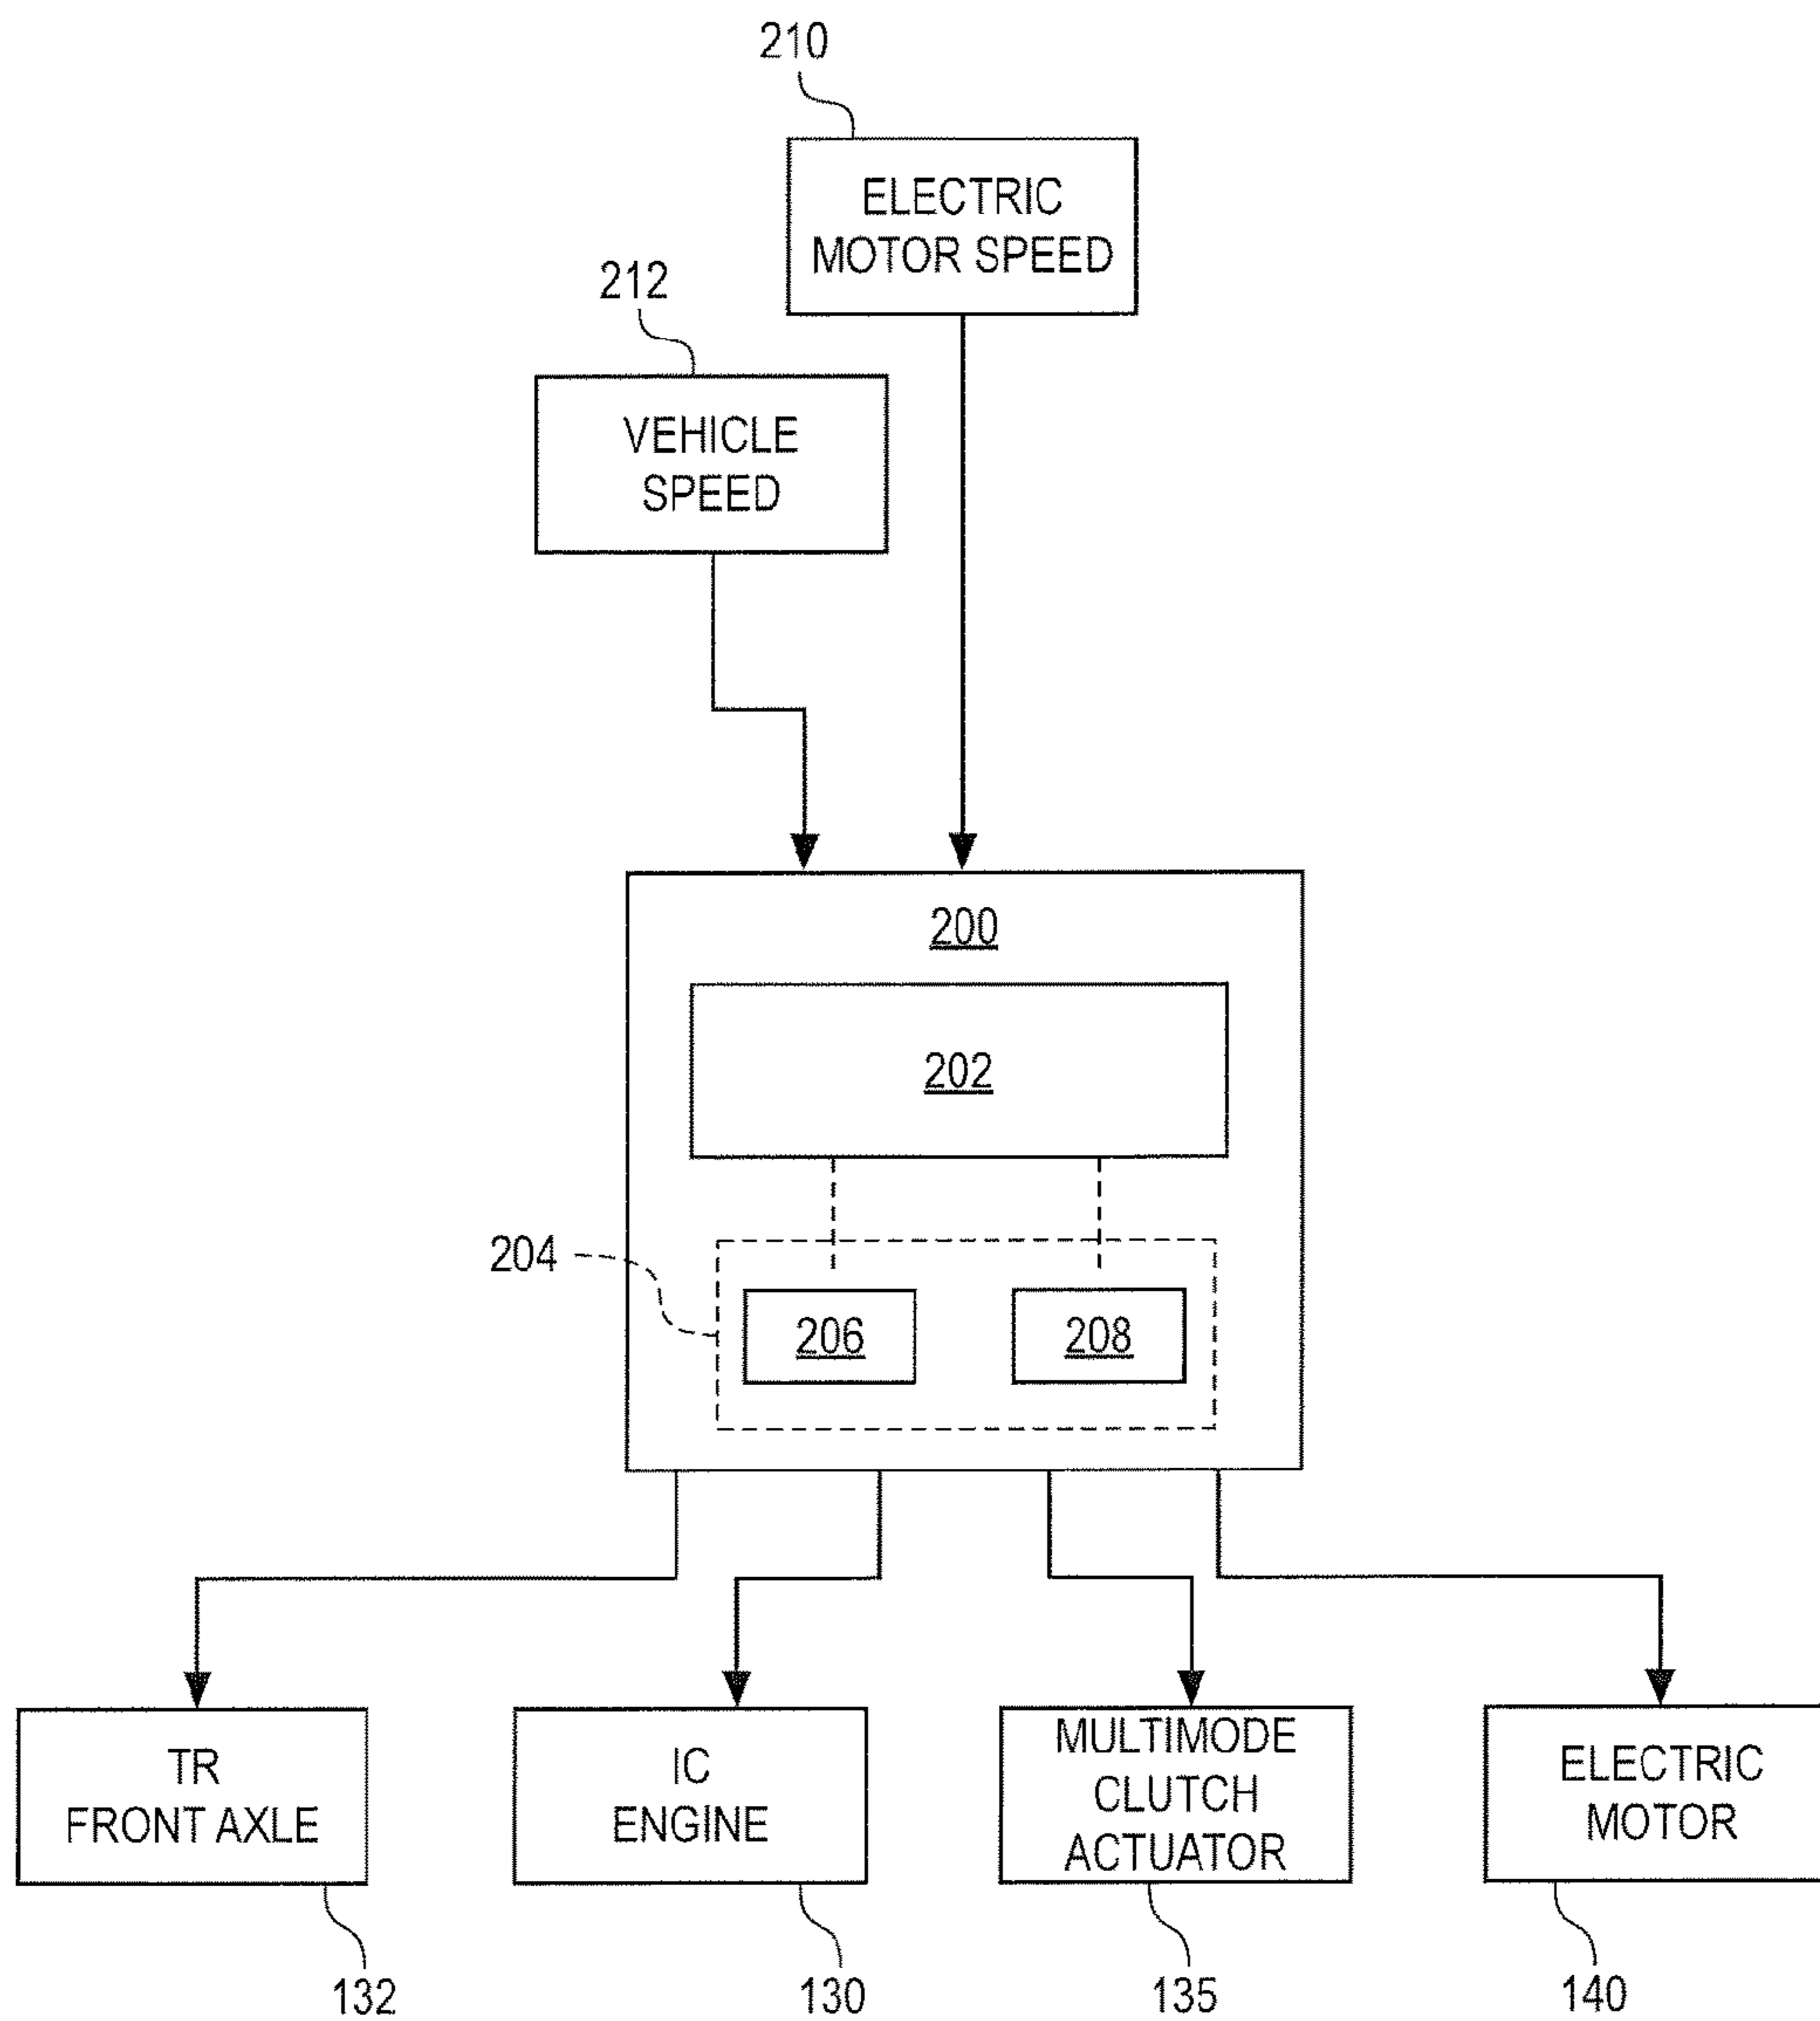 210
ELECTRIC
MOTOR SPEED
212
VEHICLE
SPEED
200
202
204
206
208
TR
FRONT AXLE
IC
ENGINE
MULTIMODE
CLUTCH
ACTUATOR
ELECTRIC
MOTOR
132
130
135
140